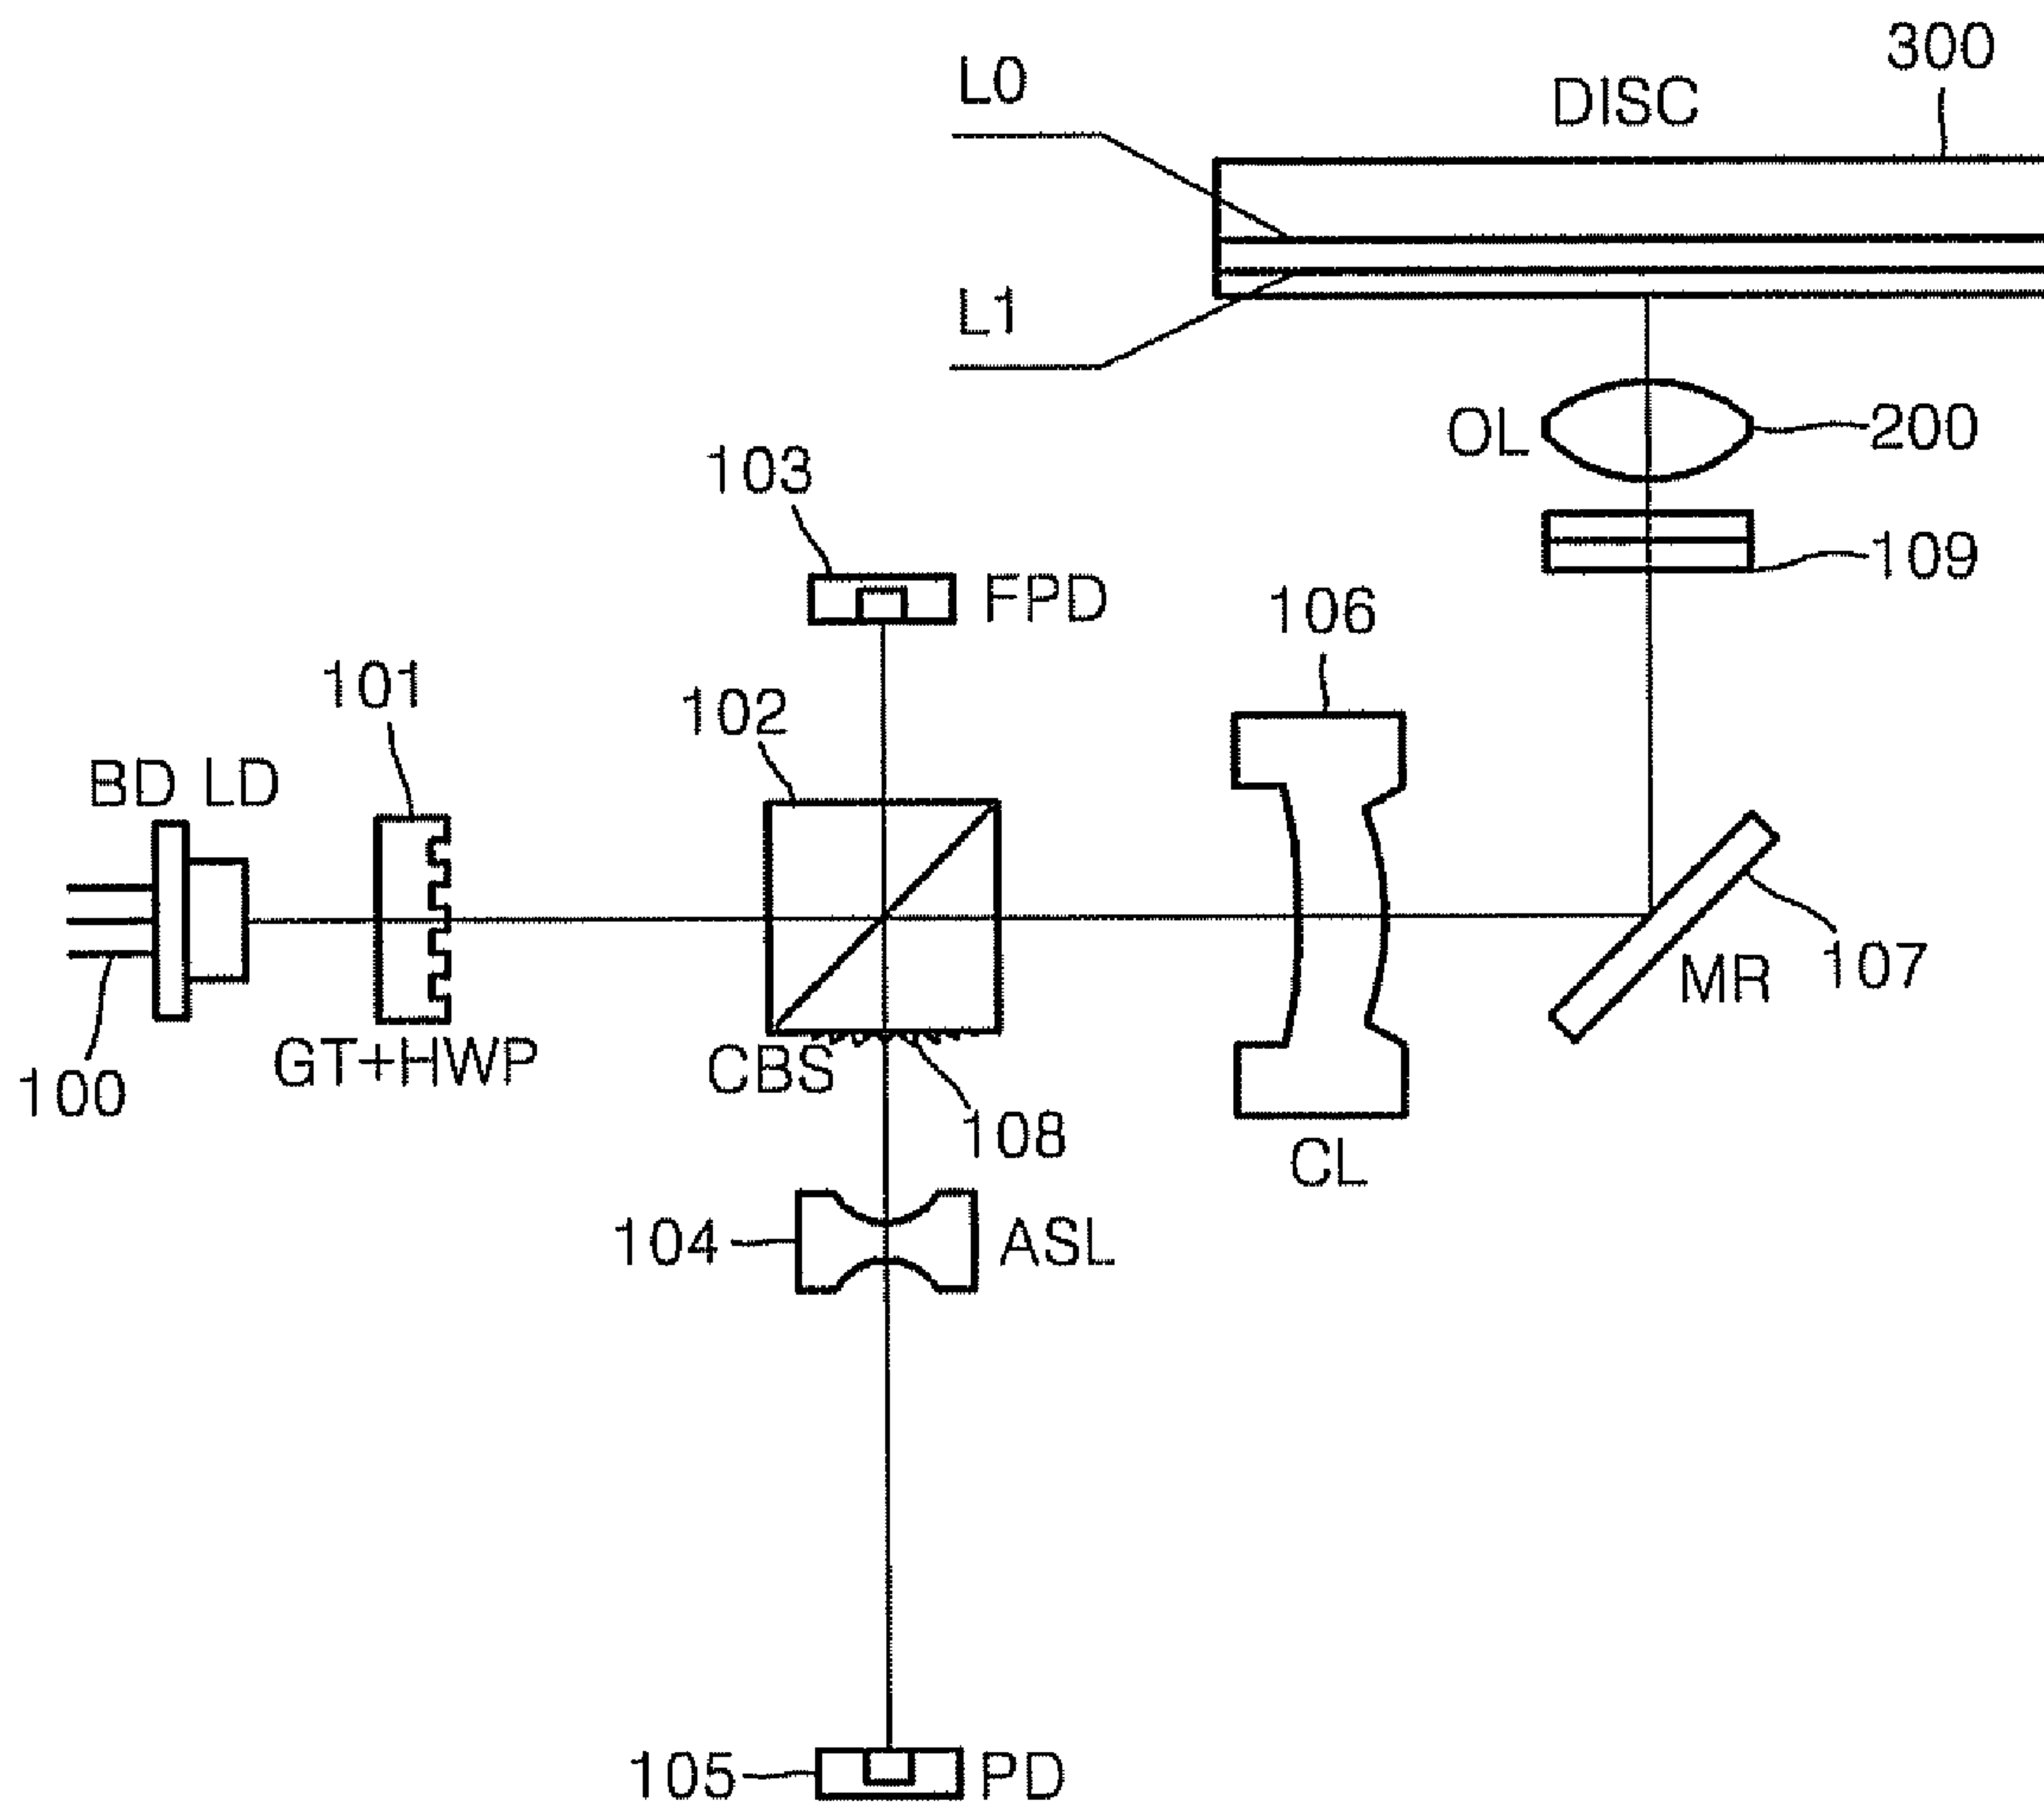 300
L0
DISC
L1
OL
200
103
109
FPD
106
101
102
BD LD
107
MR
GT+HWP
CBS
100
108
CL
104
ASL
105
PD